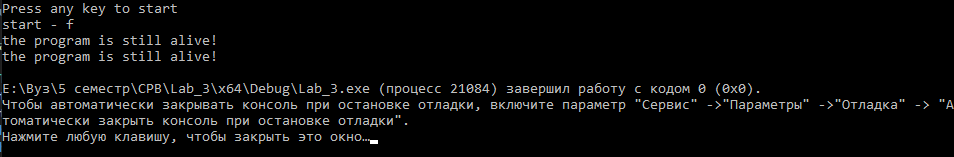 Press any key to start
start - f
the program is still alive!
the program is still alive!
E:\Вуз\5 семестр\СРВ\Lab_3\x64\Debug\Lab_3.exe (процесс 21084) завершил работу с кодом 0 (0x0).
Чтобы автоматически закрывать консоль при остановке отладки, включите параметр "Сервис" ->"Параметры" ->"Отладка" -> "А
томатически закрыть консоль при остановке отладки".
Нажмите любую клавишу, чтобы закрыть это окно…